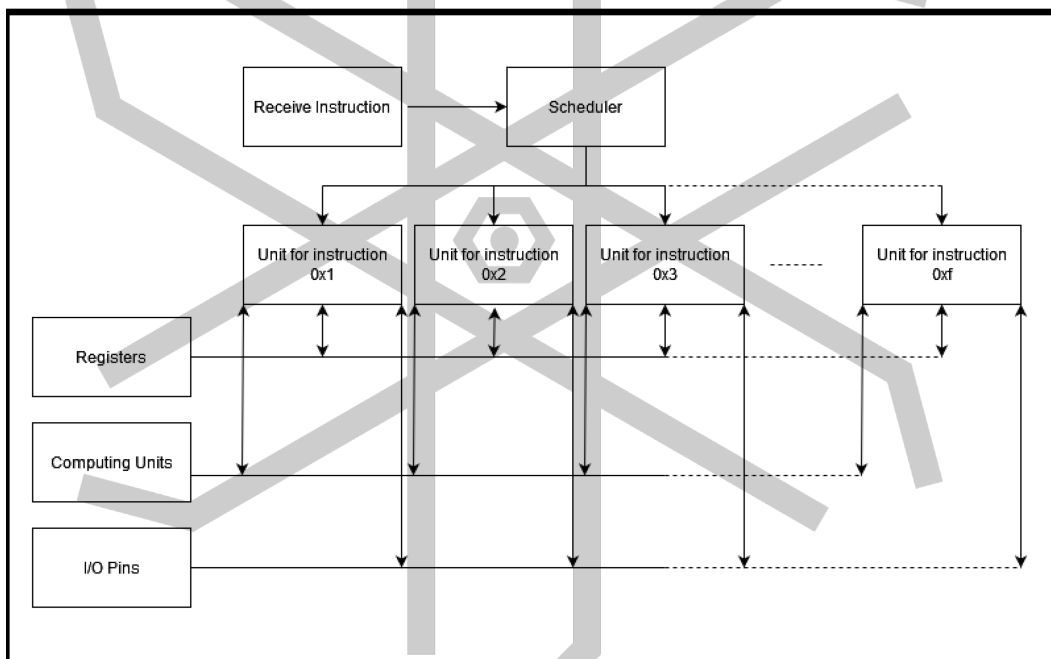 Receive Instruction
Scheduler
Unit for instruction
0x1
Unit for instruction
0x2
Unit for instruction
0x3
Unit for instruction
0xf
Registers
Computing Units
I/O Pins